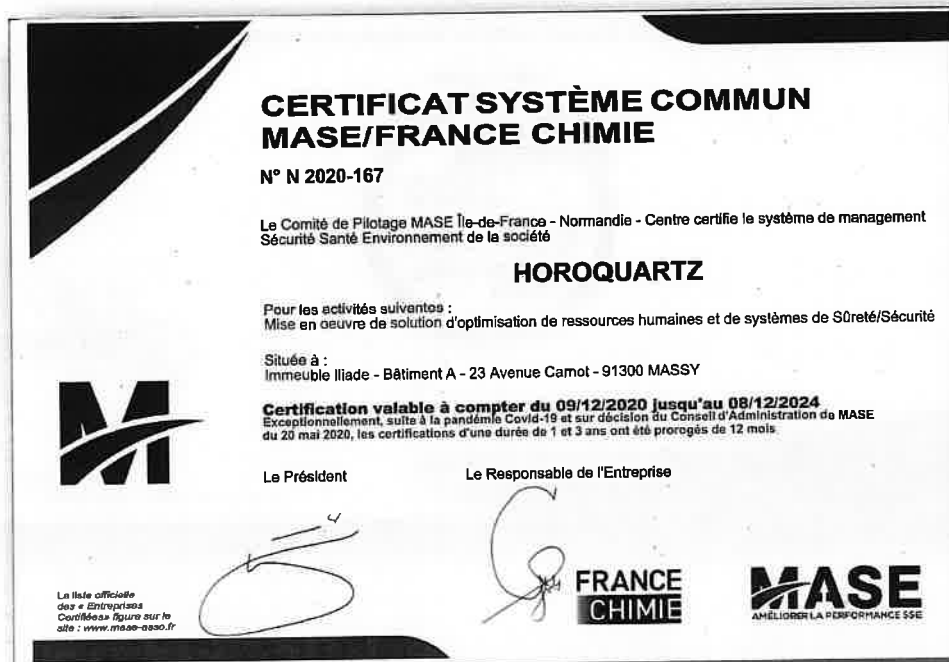 CERTIFICAT SYSTÈME COMMUN
MASE/FRANCE CHIMIE
N° N 2020-167
Le Comité de Pilotage MASE Île-de-France - Normandie - Centre certifie le système de management
Sécurité Santé Environnement de la société
HOROQUARTZ
Pour les activités suivantes :
Mise en oeuvre de solution d'optimisation de ressources humaines et de systèmes de Sûreté/Sécurité
Située à :
Immeuble Iliade - Bâtiment A - 23 Avenue Carnot - 91300 MASSY
Certification valable à compter du 09/12/2020 jusqu'au 08/12/2024
Exceptionnellement, suite à la pandémie Covid-19 et sur décision du Conseil d'Administration de MASE
du 20 mai 2020, les certifications d'une durée de 1 et 3 ans ont été prorogés de 12 mois.
Le Président
Le Responsable de l'Entreprise
La liste officielle
des « Entreprises
Certifiées» figure sur le
site : www.mase-asso.fr
FRANCE
CHIMIE
MASE
AMÉLIORER LA PERFORMANCE SSE